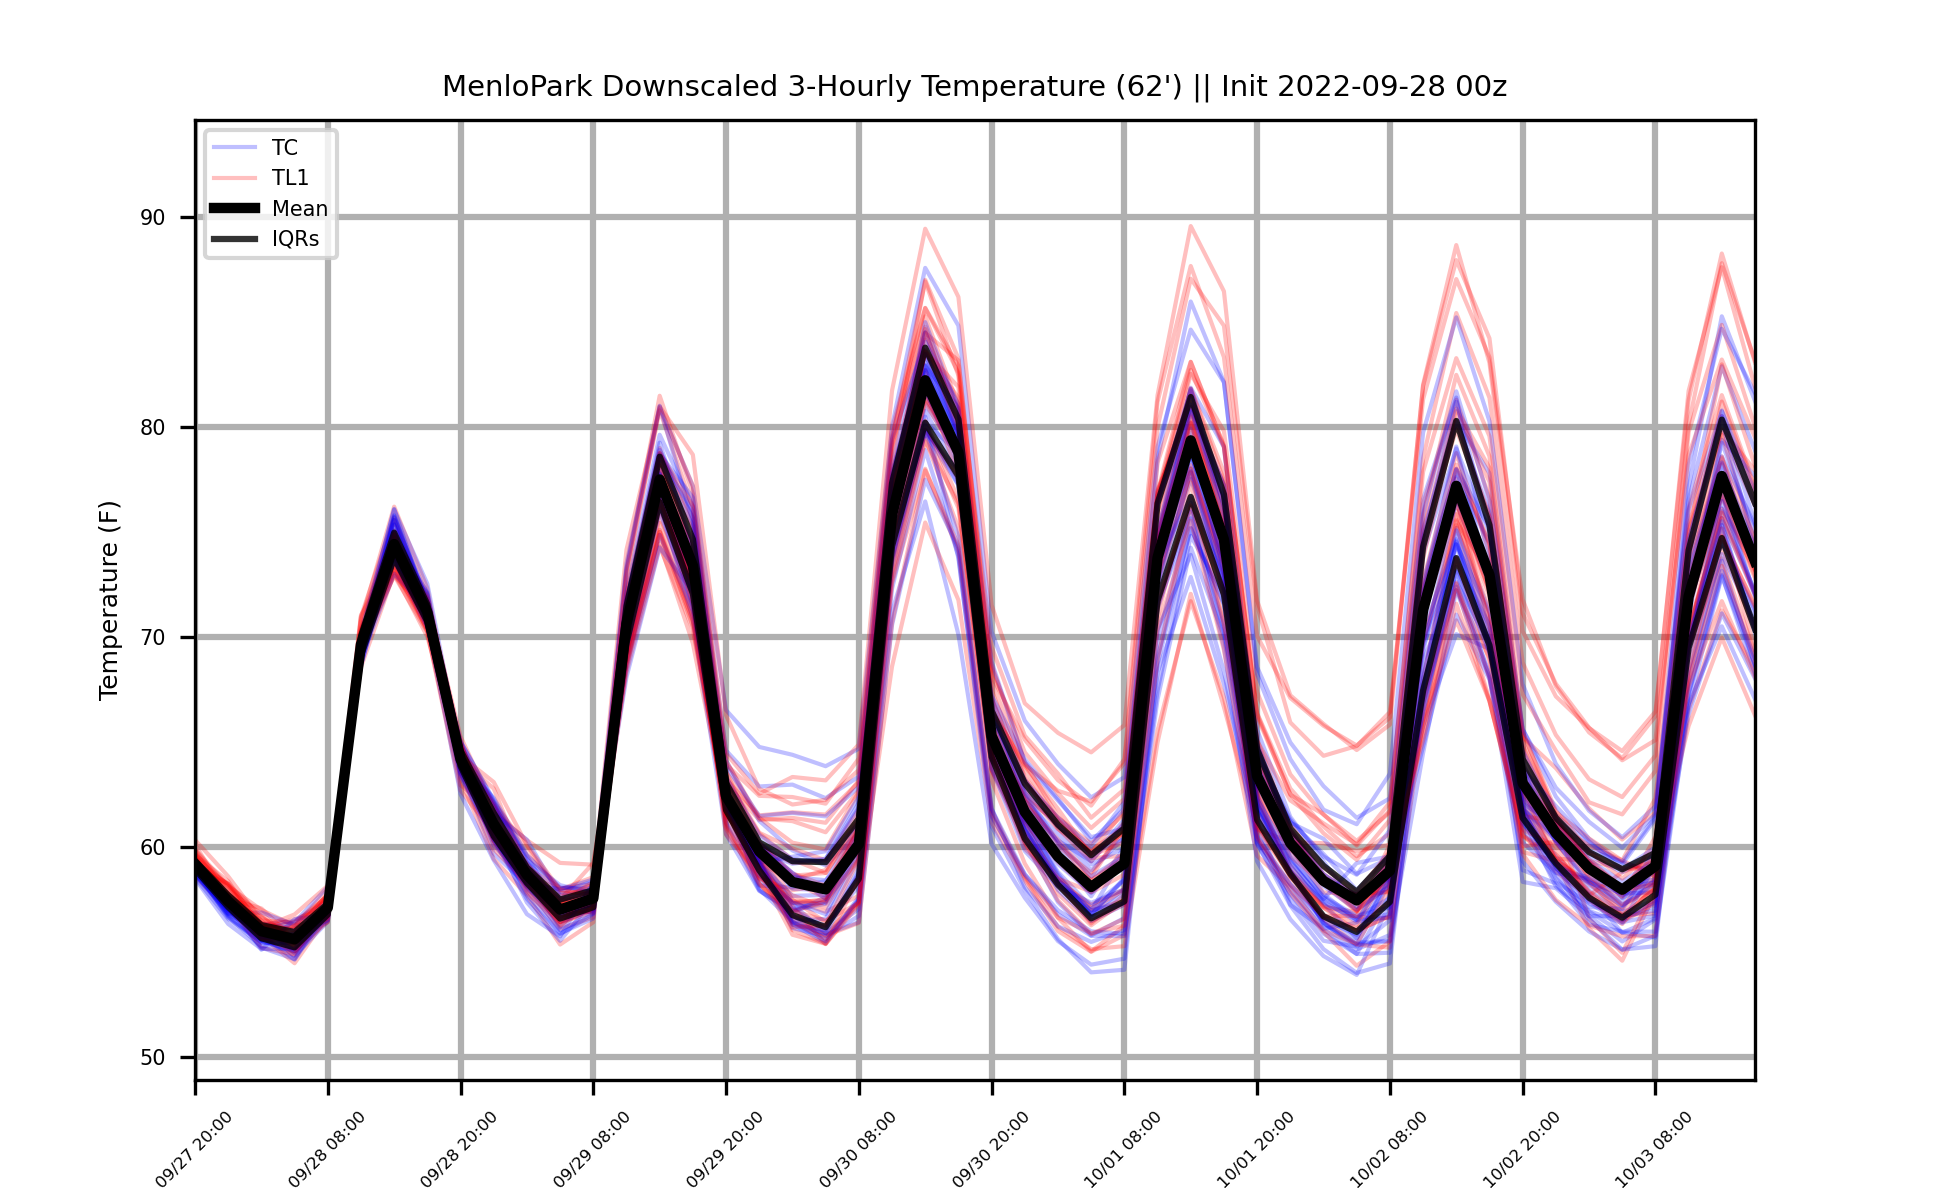 MenloPark Downscaled 3-Hourly Temperature (62') || Init 2022-09-28 00z
TC
TL1
Mean
IQRs
Temperature (F)
90
80
70
60
50
09/27 20:00
09/28 08:00
09/28 20:00
09/29 08:00
09/29 20:00
09/30 08:00
09/30 20:00
10/01 08:00
10/01 20:00
10/02 08:00
10/02 20:00
10/03 08:00